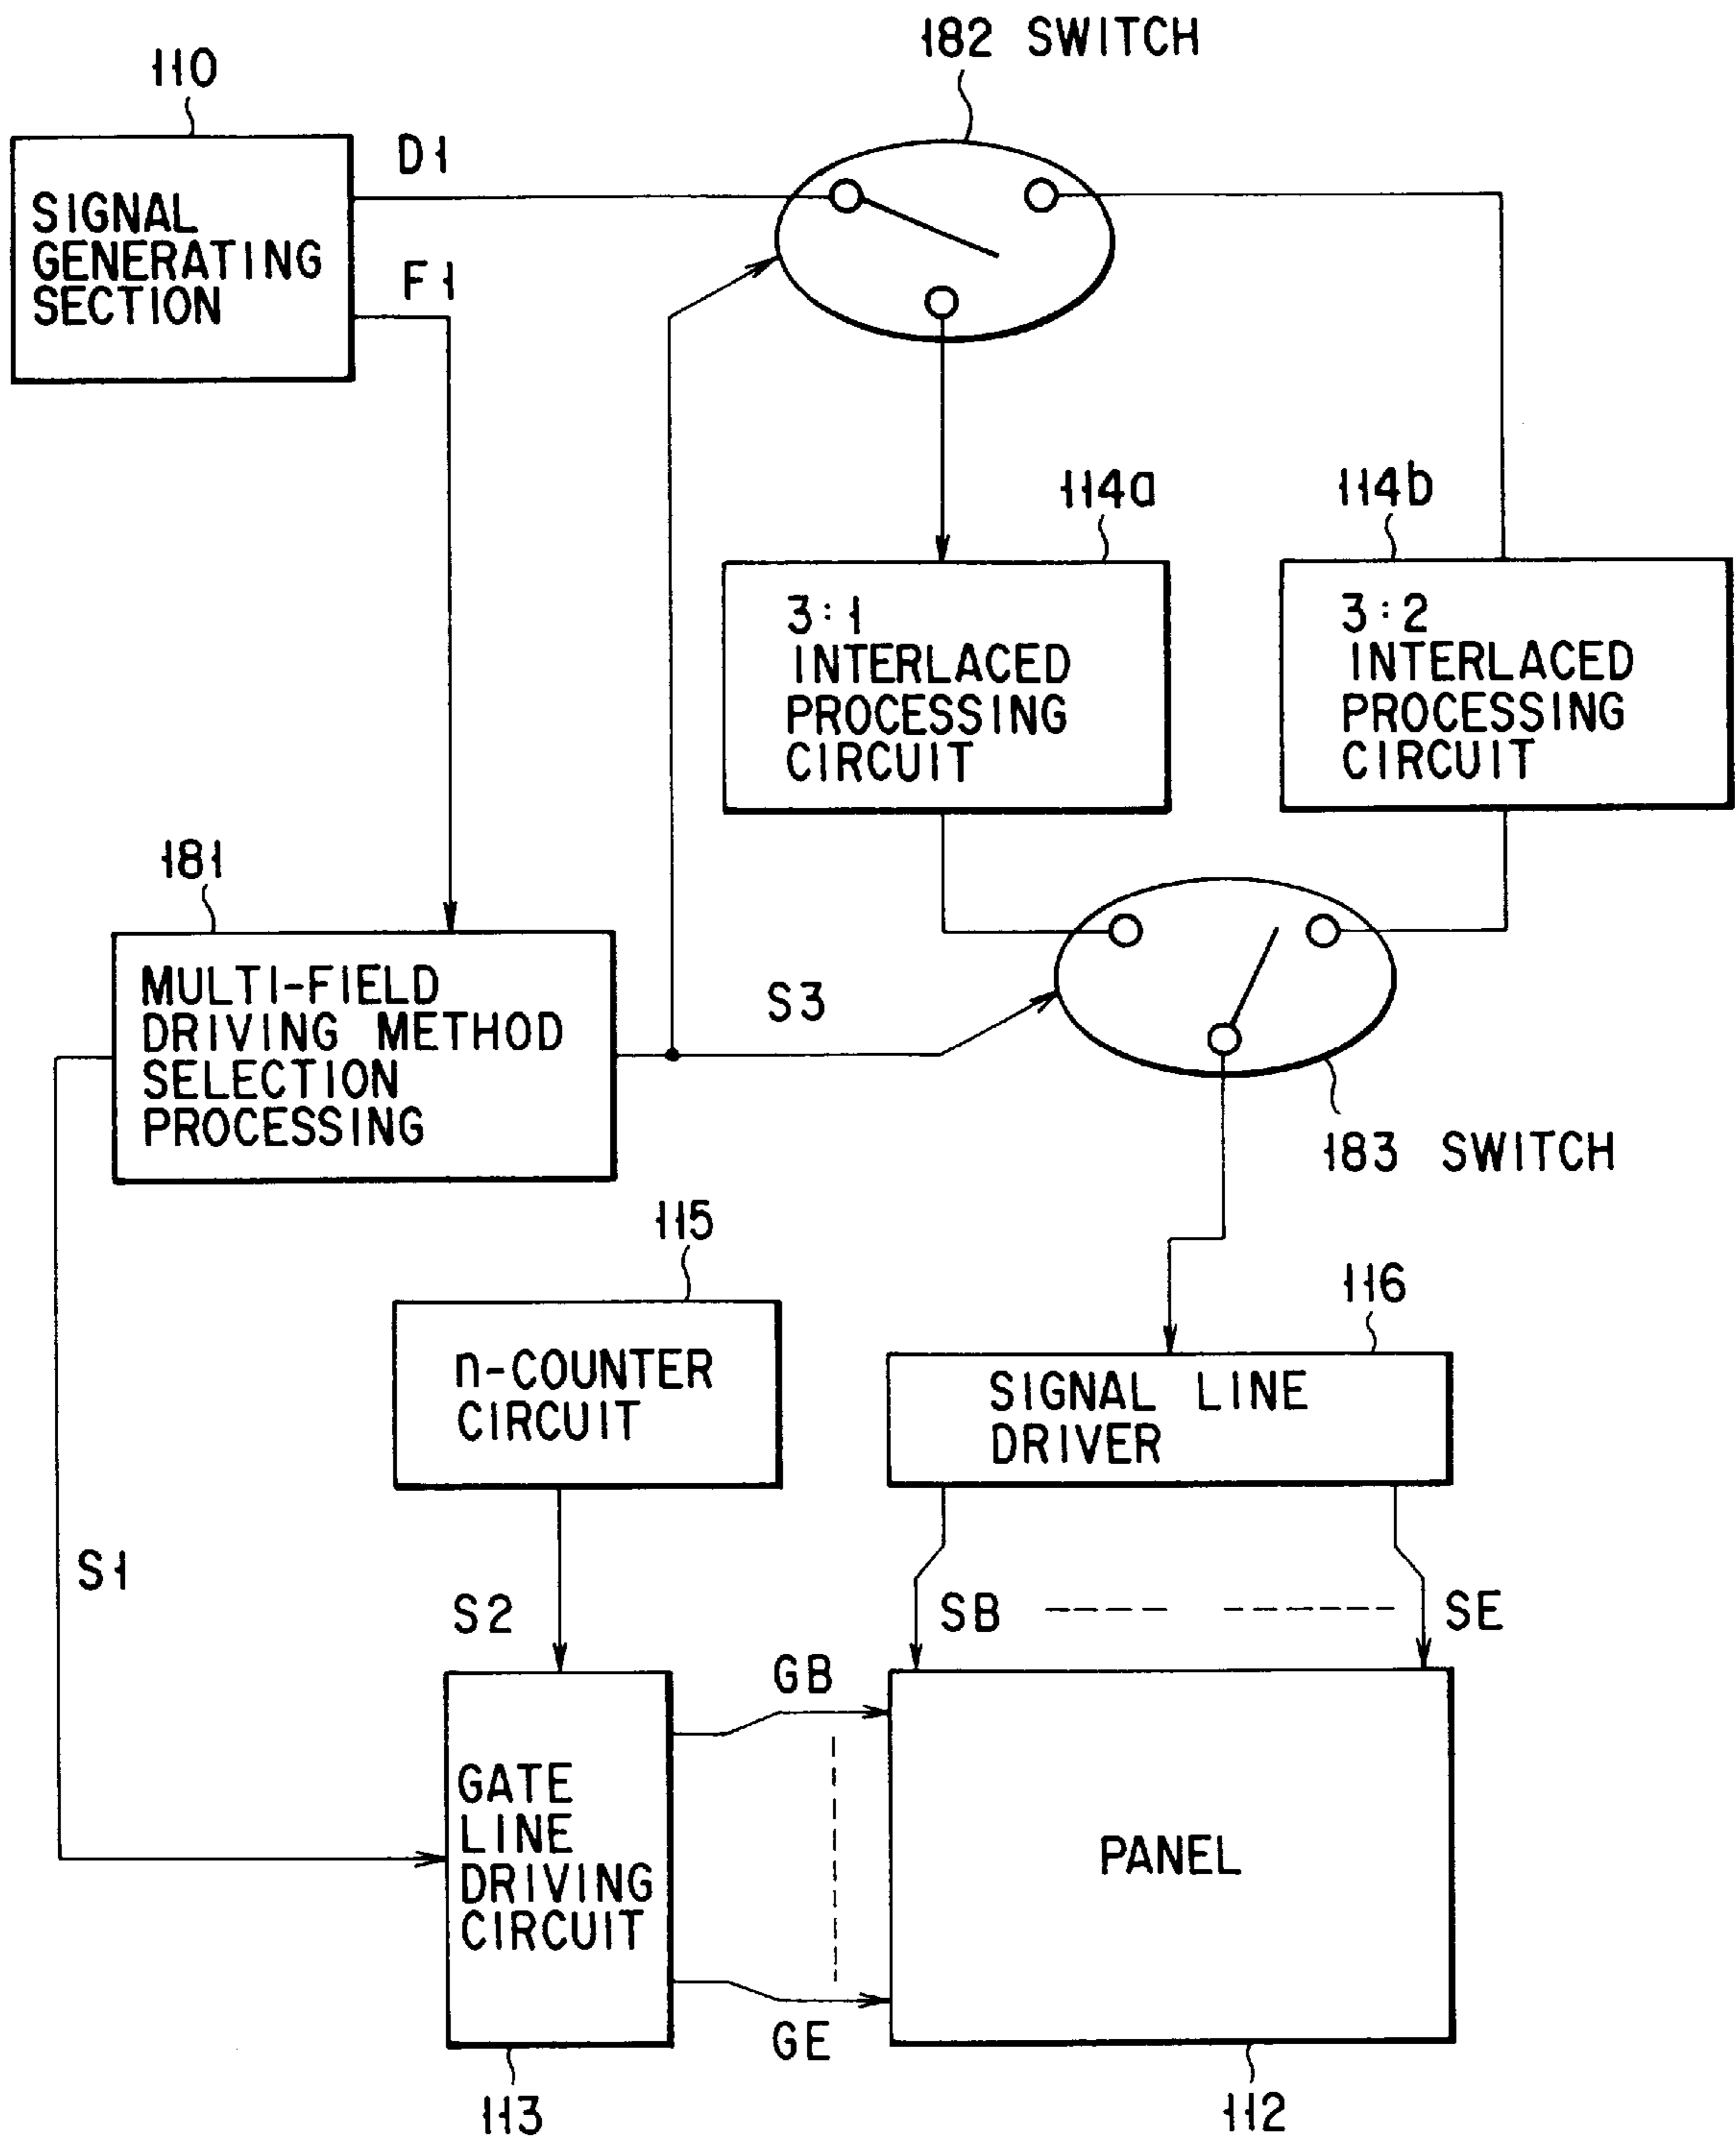 182 SWITCH
110
D1
SIGNAL
GENERATING
SECTION
F1
114a
114b
3:1
INTERLACED
PROCESSING
CIRCUIT
3:2
INTERLACED
PROCESSING
CIRCUIT
181
MULTI-FIELD
DRIVING METHOD
SELECTION
PROCESSING
S3
183 SWITCH
115
n-COUNTER
CIRCUIT
116
SIGNAL LINE
DRIVER
S1
S2
SB
SE
GB
GATE
LINE
DRIVING
CIRCUIT
PANEL
GE
113
112